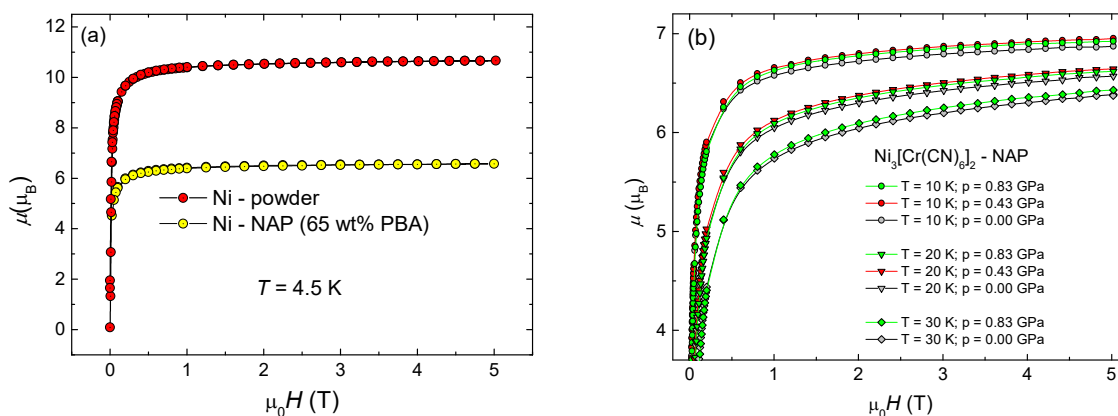 (a)
12
10
8
6
4
2
0
μ(μB)
Ni - powder
Ni - NAP (65 wt% PBA)
T = 4.5 K
0 1 2 3 4 5
μ0H (T)
(b)
7
6
5
4
μ (μB)
Ni3[Cr(CN)6]2 - NAP
T = 10 K; p = 0.83 GPa
T = 10 K; p = 0.43 GPa
T = 10 K; p = 0.00 GPa
T = 20 K; p = 0.83 GPa
T = 20 K; p = 0.43 GPa
T = 20 K; p = 0.00 GPa
T = 30 K; p = 0.83 GPa
T = 30 K; p = 0.00 GPa
0 1 2 3 4 5
μ0H (T)